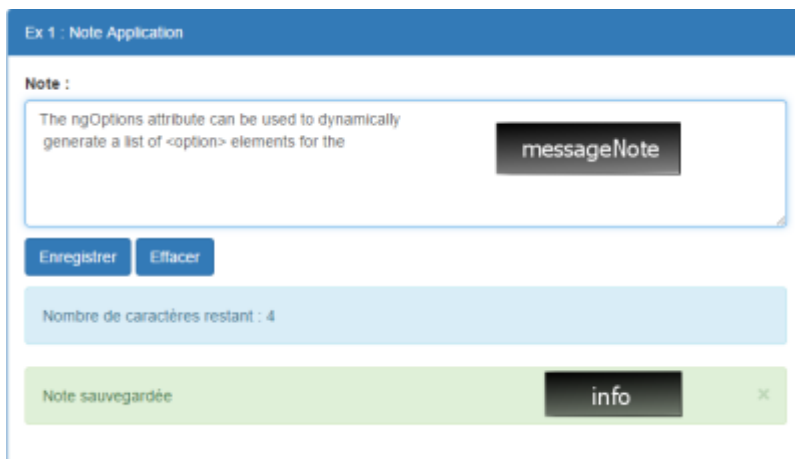 Ex 1 : Note Application
Note :
The ngOptions attribute can be used to dynamically
generate a list of <option> elements for the
messageNote
Enregistrer Effacer
Nombre de caractères restant : 4
Note sauvegardée info ×